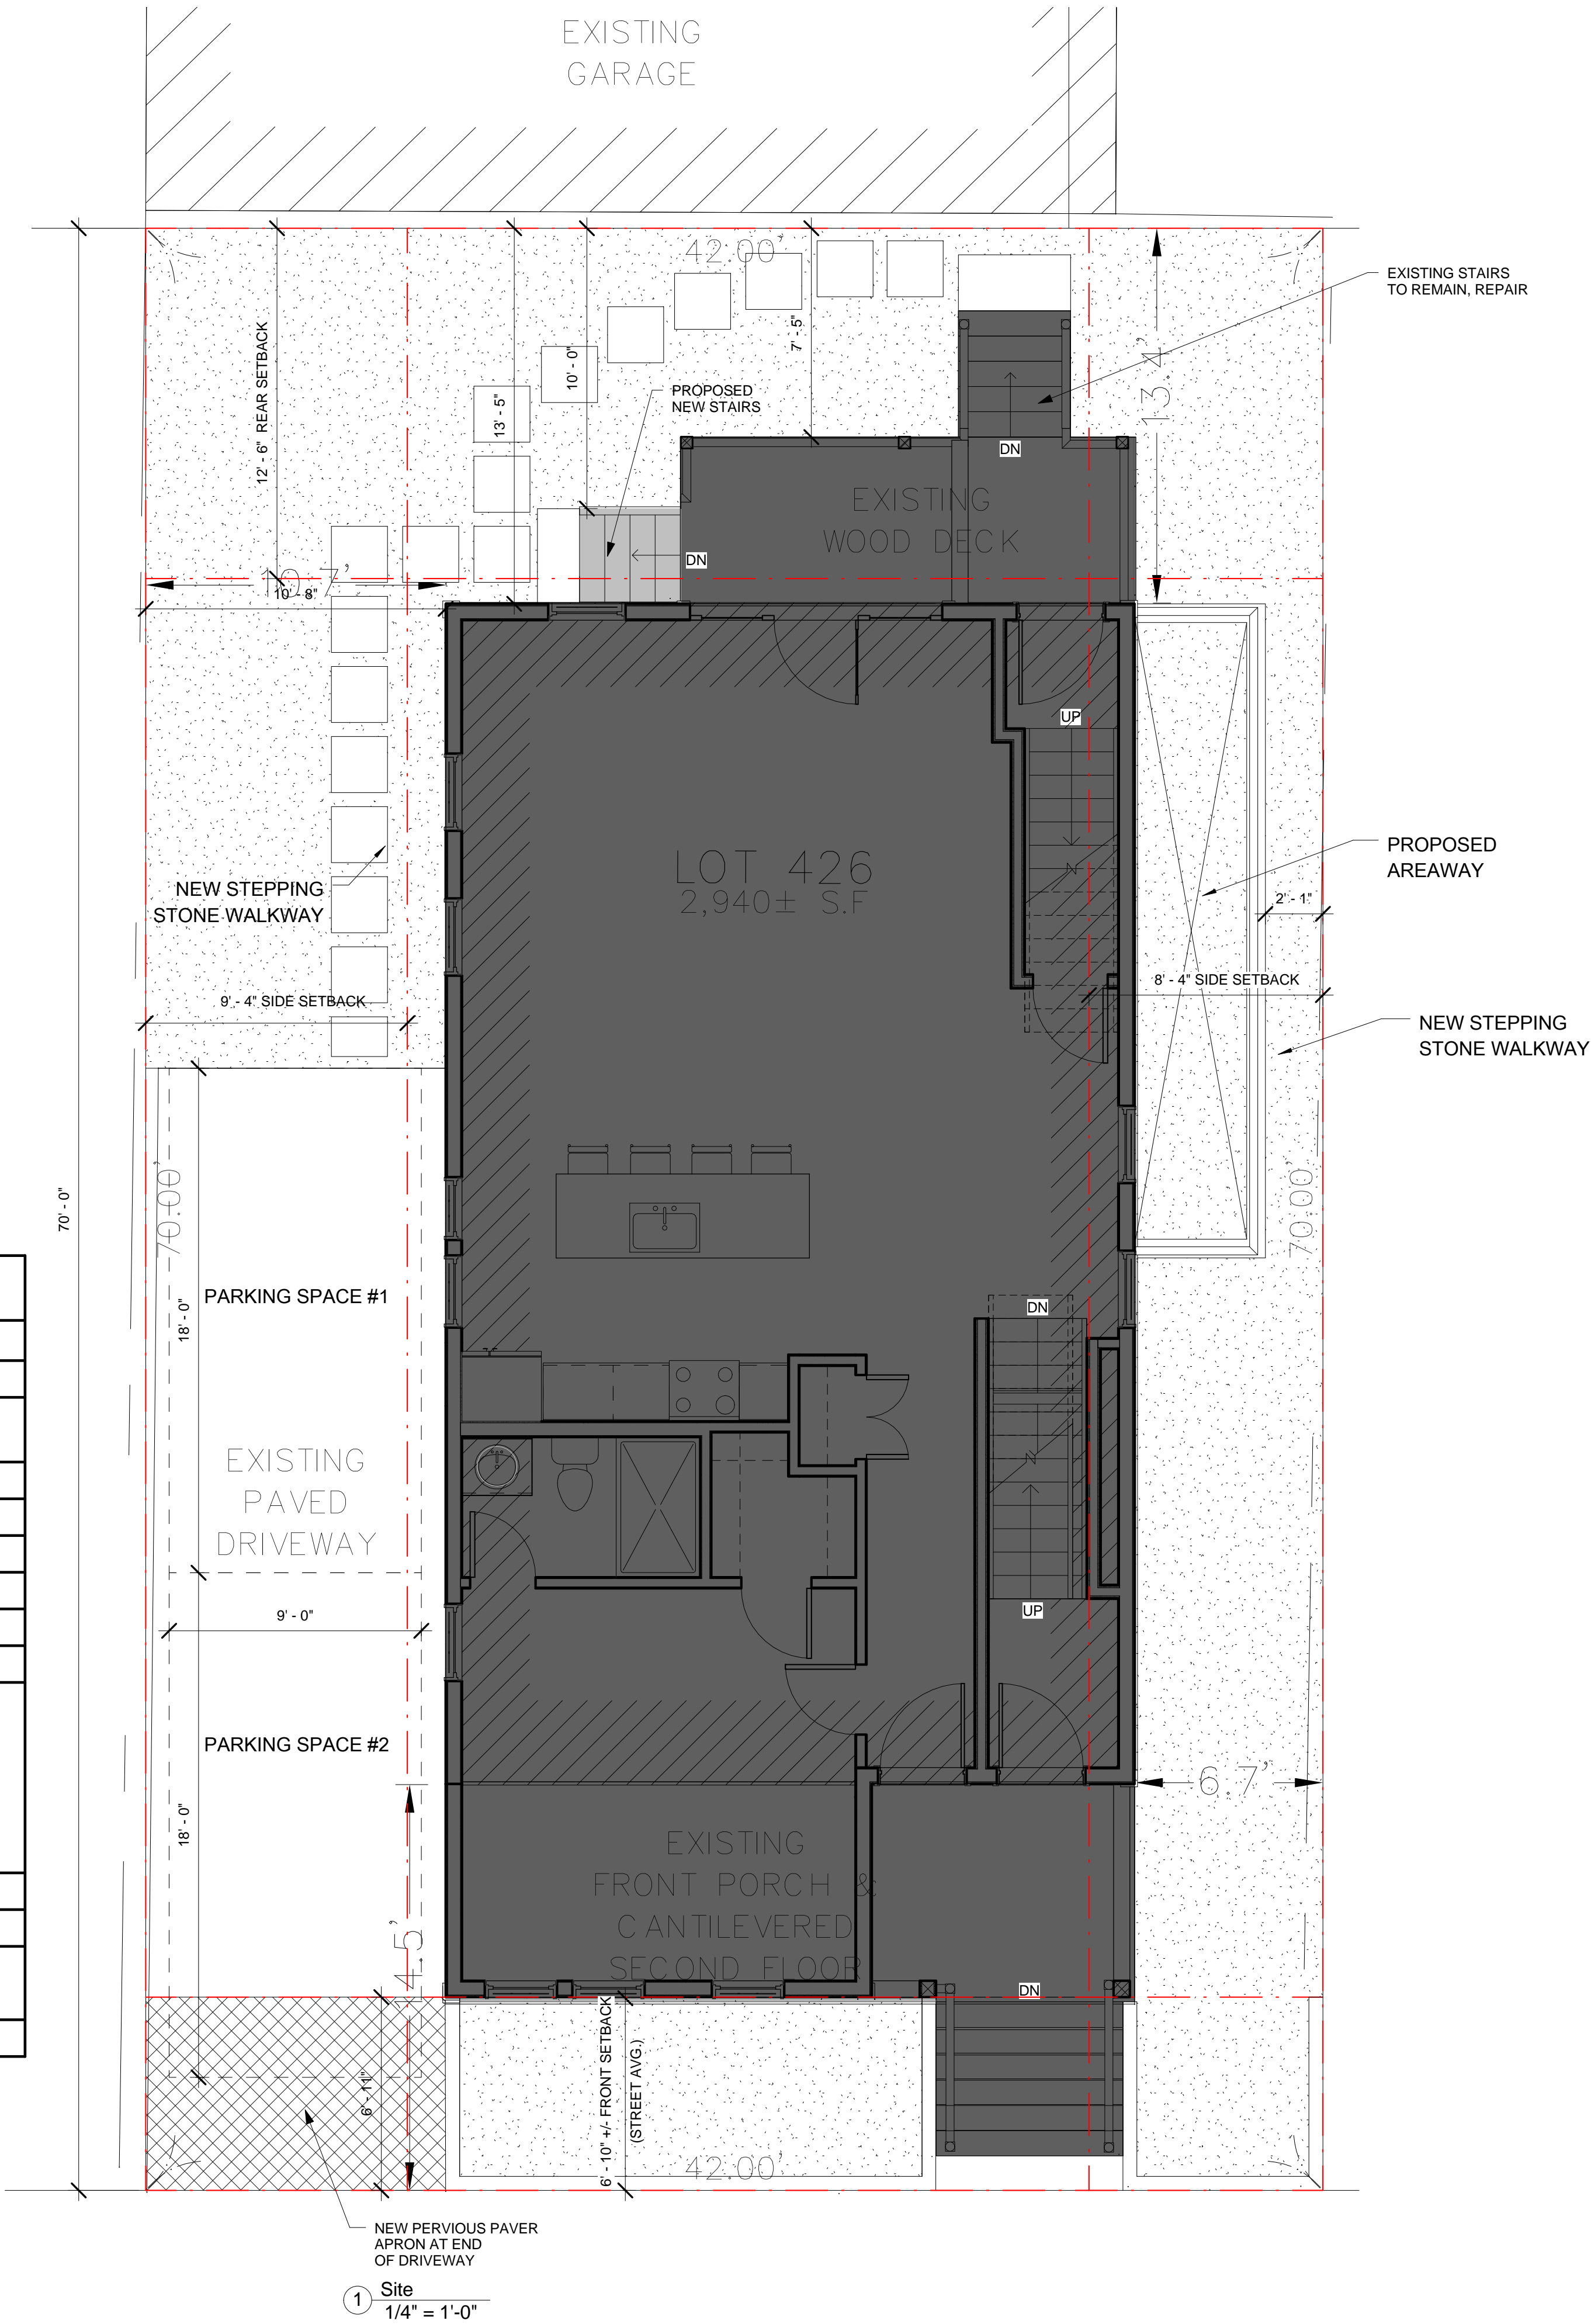 EXISTING
GARAGE
42.00'
EXISTING STAIRS
TO REMAIN, REPAIR
12' - 6" REAR SETBACK
13' - 5"
10' - 0"
7' - 5"
13.4'
PROPOSED
NEW STAIRS
DN
EXISTING
WOOD DECK
DN
10.7'
10' - 8"
UP
LOT 426
2,940± S.F
PROPOSED
AREAWAY
NEW STEPPING
STONE WALKWAY
2' - 1"
8' - 4" SIDE SETBACK
9' - 4" SIDE SETBACK
NEW STEPPING
STONE WALKWAY
70' - 0"
70.00'
70.00'
PARKING SPACE #1
18' - 0"
DN
EXISTING
PAVED
DRIVEWAY
9' - 0"
UP
PARKING SPACE #2
18' - 0"
6.7'
EXISTING
FRONT PORCH &
CANTILEVERED
SECOND FLOOR
14.5'
DN
6' - 11"
6' - 10" +/- FRONT SETBACK
(STREET AVG.)
42.00'
NEW PERVIOUS PAVER
APRON AT END
OF DRIVEWAY
1 Site
1/4" = 1'-0"